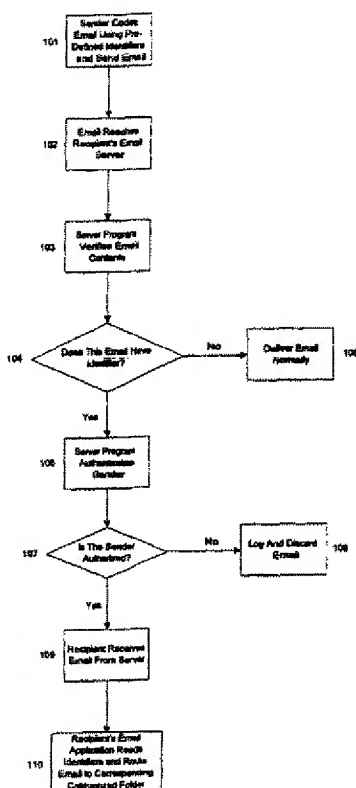 101
Sender Codes
Email Using Pre-
Defined Identifiers
and Send Email
102
Email Reaches
Recipient's Email
Server
103
Server Program
Verifies Email
Contents
104
Does This Email Have
Identifier?
No
Deliver Email
Normally
Yes
Server Program
Authenticates
Sender
107
Is The Sender
Authentic?
No
Log And Discard
Email
Yes
109
Recipient Receives
Email From Server
110
Recipient's Email
Application Reads
Identifiers and Route
Email to Corresponding
Categorized Folder